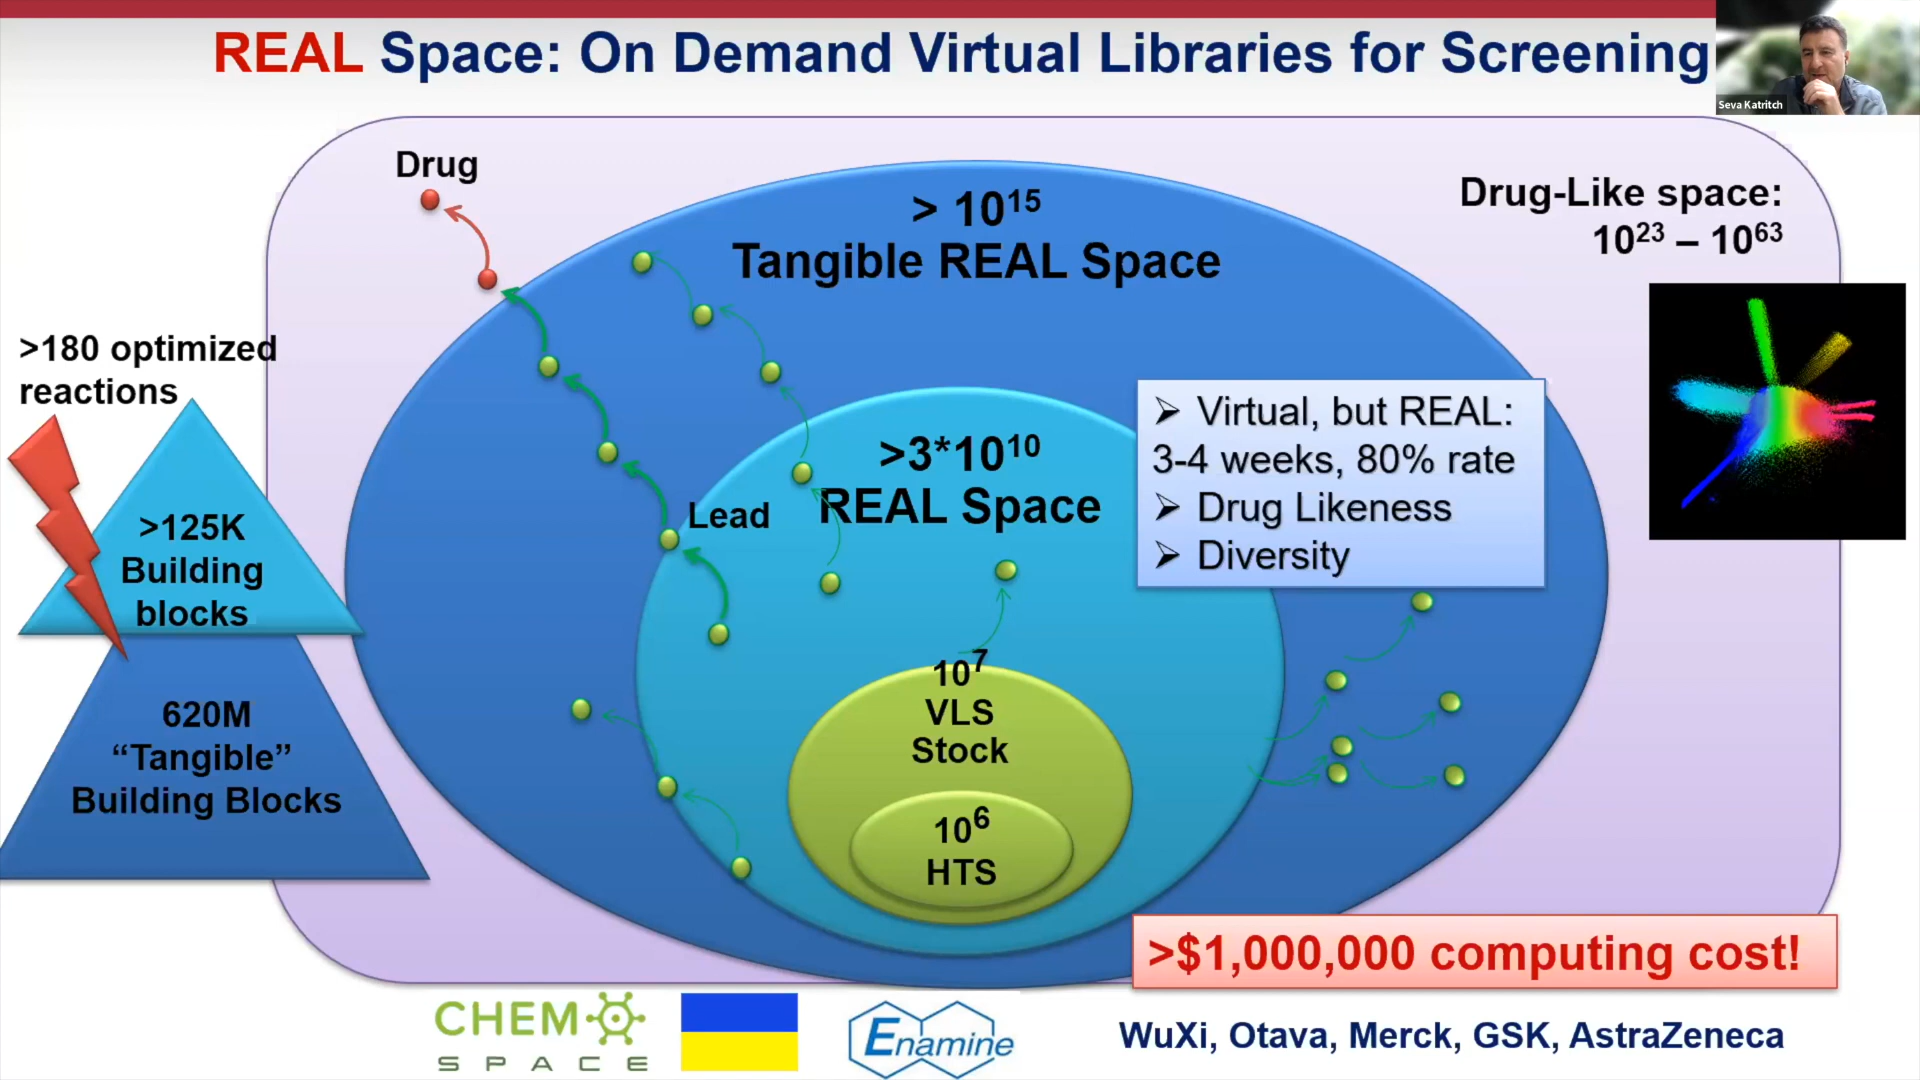 REAL Space: On Demand Virtual Libraries for Screening
Seva Katritch
Drug
> 10¹⁵
Tangible REAL Space
Drug-Like space:
10²³ – 10⁶³
>180 optimized
reactions
>125K
Building
blocks
620M
“Tangible”
Building Blocks
Lead
>3*10¹⁰
REAL Space
➢ Virtual, but REAL:
3-4 weeks, 80% rate
➢ Drug Likeness
➢ Diversity
10⁷
VLS
Stock
10⁶
HTS
>$1,000,000 computing cost!
CHEM
SPACE
Enamine
WuXi, Otava, Merck, GSK, AstraZeneca